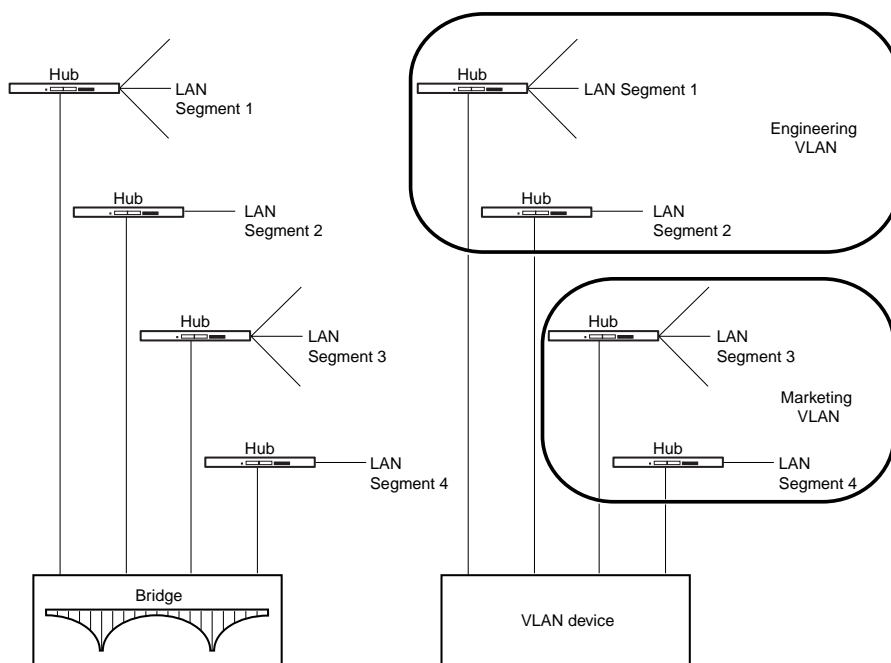 Hub
LAN
Segment 1
Hub
LAN
Segment 2
Hub
LAN
Segment 3
Hub
LAN
Segment 4
Bridge
Hub
LAN Segment 1
Engineering
VLAN
Hub
LAN
Segment 2
Hub
LAN
Segment 3
Marketing
VLAN
Hub
LAN
Segment 4
VLAN device